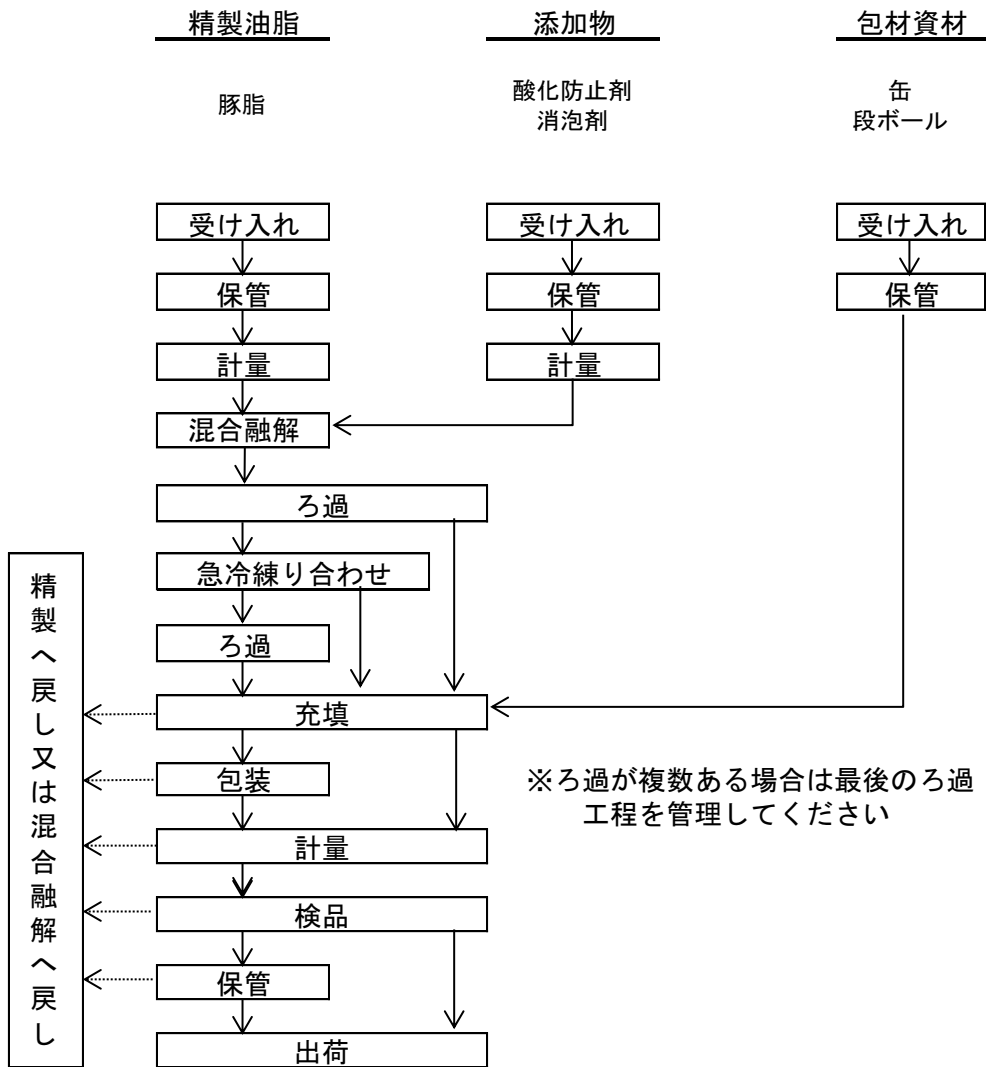 精製油脂
添加物
包材資材
豚脂
酸化防止剤
消泡剤
缶
段ボール
受け入れ
受け入れ
受け入れ
保管
保管
保管
計量
計量
混合融解
ろ過
急冷練り合わせ
ろ過
充填
包装
計量
検品
保管
出荷
精製へ戻し又は混合融解へ戻し
※ろ過が複数ある場合は最後のろ過
工程を管理してください